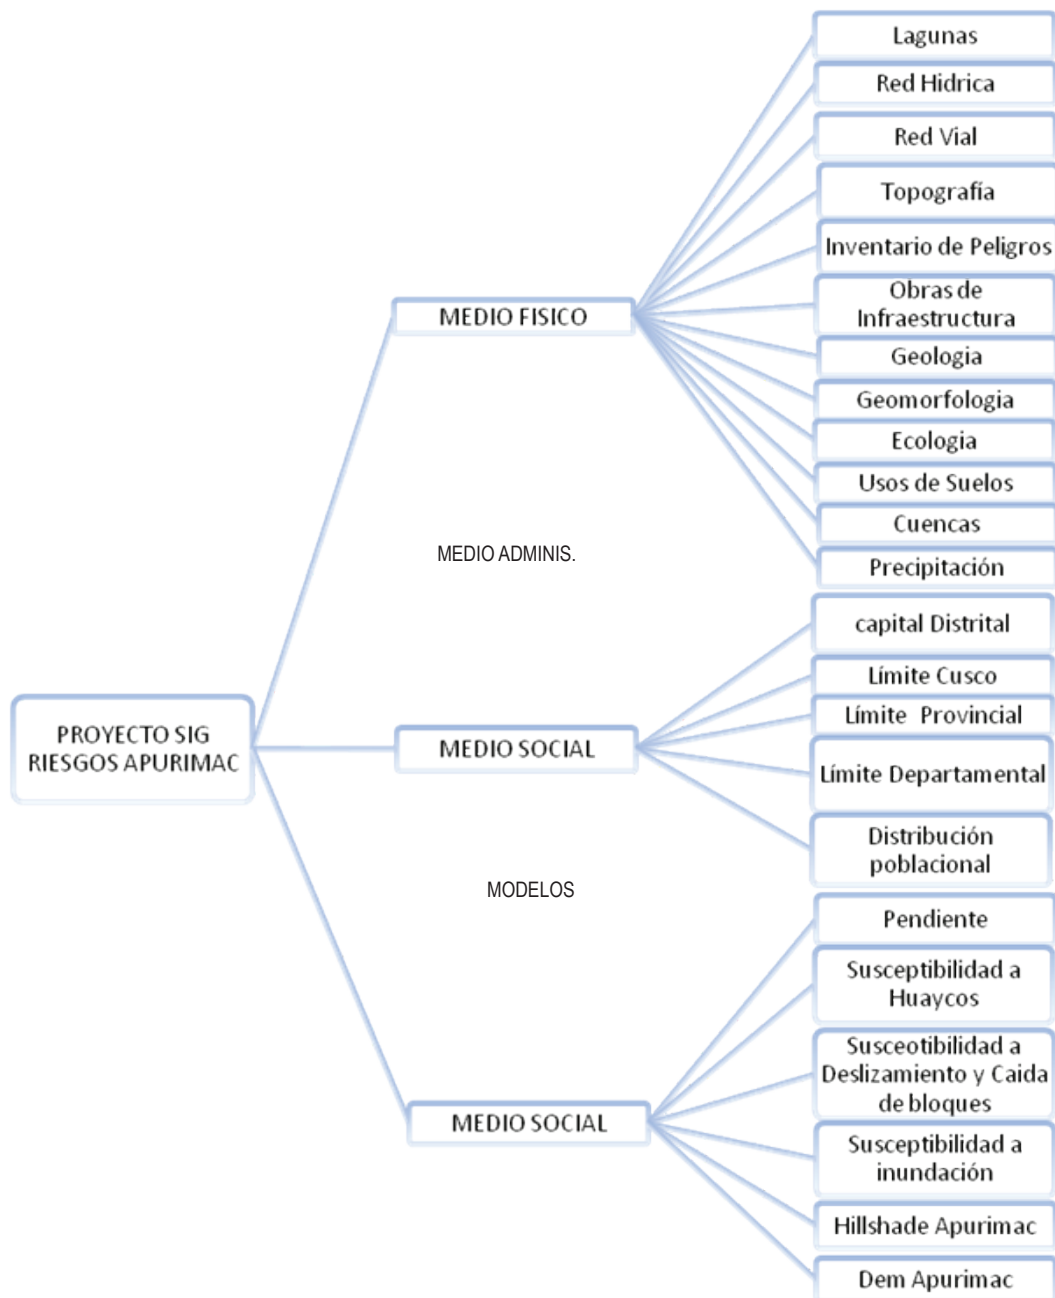 Lagunas
Red Hidrica
Red Vial
Topografía
Inventario de Peligros
Obras de
Infraestructura
MEDIO FISICO
Geologia
Geomorfologia
Ecologia
Usos de Suelos
Cuencas
MEDIO ADMINIS.
Precipitación
capital Distrital
Límite Cusco
Límite Provincial
PROYECTO SIG
RIESGOS APURIMAC
MEDIO SOCIAL
Límite Departamental
Distribución
poblacional
MODELOS
Pendiente
Susceptibilidad a
Huaycos
Susceotibilidad a
Deslizamiento y Caida
de bloques
MEDIO SOCIAL
Susceptibilidad a
inundación
Hillshade Apurimac
Dem Apurimac